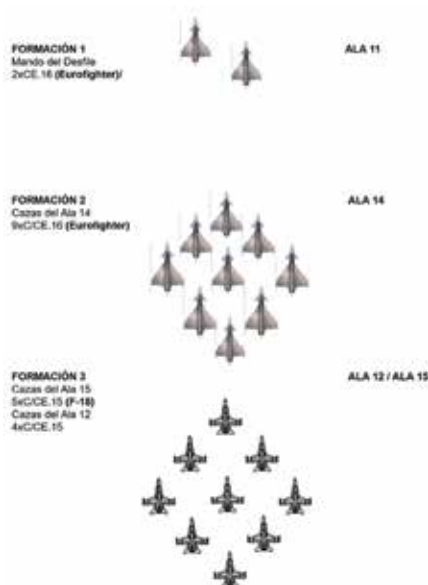 FORMACIÓN 1
Mando del Desfile
2xCE.16 (Eurofighter)/
ALA 11
FORMACIÓN 2
Cazas del Ala 14
9xC/CE.16 (Eurofighter)
ALA 14
FORMACIÓN 3
Cazas del Ala 15
5xC/CE.15 (F-18)
Cazas del Ala 12
4xC/CE.15
ALA 12 / ALA 15